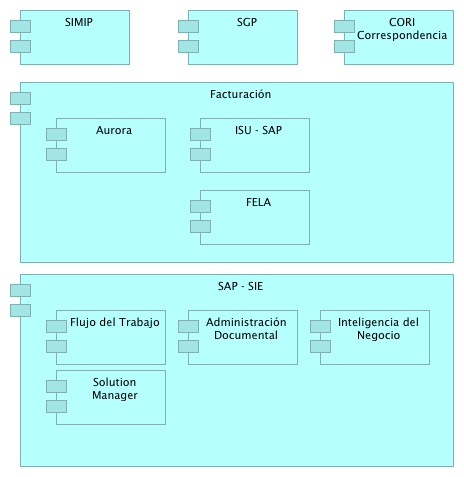 SIMIP
SGP
CORI
Correspondencia
Facturación
Aurora
ISU - SAP
FELA
SAP - SIE
Flujo del Trabajo
Administración
Documental
Inteligencia del
Negocio
Solution
Manager